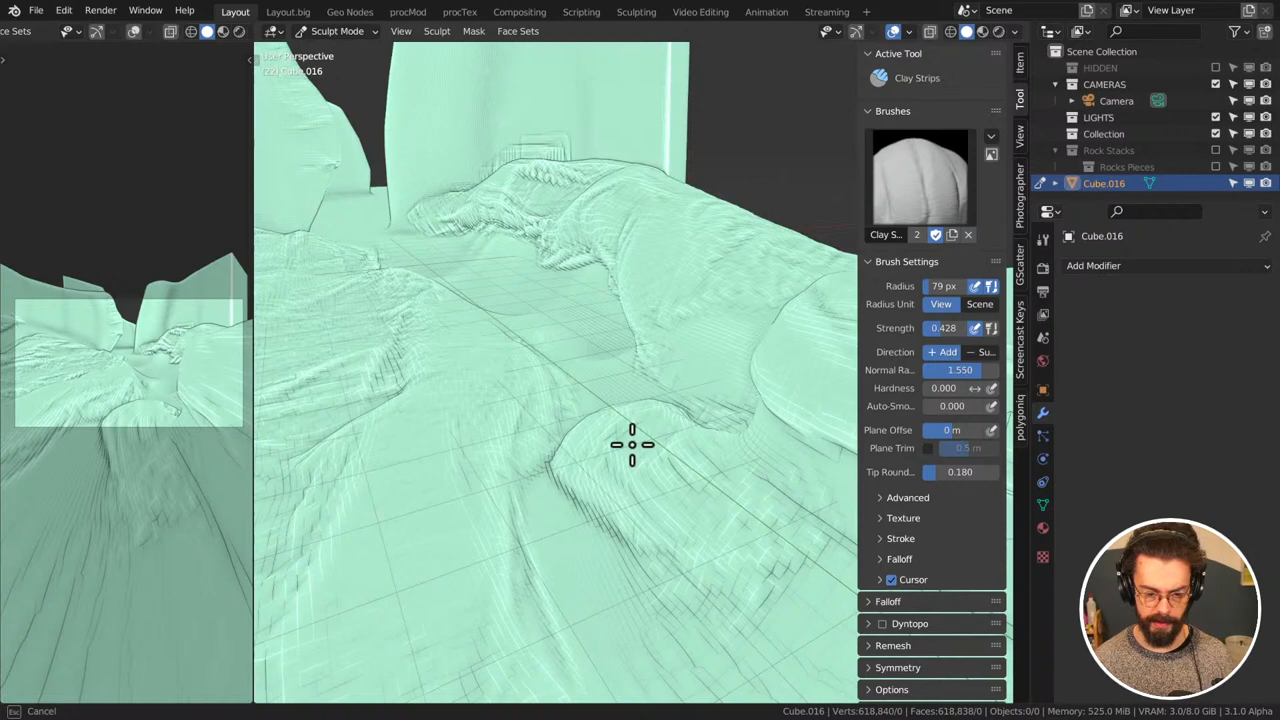 File Edit Render Window Help Layout Layout.big Geo Nodes procMod procTex Compositing Scripting Sculpting Video Editing Animation Streaming + Scene View Layer
ce Sets Sculpt Mode View Sculpt Mask Face Sets
User Perspective
(22) Cube.016
Active Tool
Clay Strips
Brushes
Clay S... 2
Brush Settings
Radius 79 px
Radius Unit View Scene
Strength 0.428
Direction + Add — Su...
Normal Ra... 1.550
Hardness 0.000
Auto-Smo... 0.000
Plane Offse 0 m
Plane Trim 0.5 m
Tip Round... 0.180
Advanced
Texture
Stroke
Falloff
Cursor
Falloff
Dyntopo
Remesh
Symmetry
Options
Item
Tool
View
Photographer
GScatter
Screencast Keys
polygoniq
Scene Collection
HIDDEN
CAMERAS
Camera
LIGHTS
Collection
Rock Stacks
Rocks Pieces
Cube.016
Cube.016
Add Modifier
Esc Cancel
Cube.016 | Verts:618,840/0 | Faces:618,838/0 | Objects:0/0 | Memory: 525.0 MiB | VRAM: 3.0/8.0 GiB | 3.1.0 Alpha